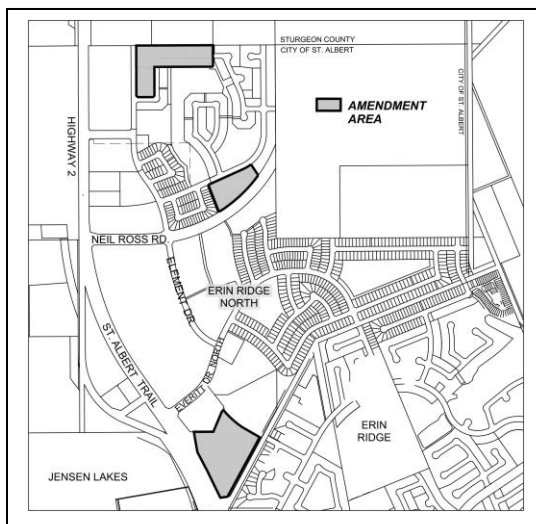 STURGEON COUNTY
CITY OF ST. ALBERT
CITY OF ST. ALBERT
AMENDMENT
AREA
HIGHWAY 2
NEIL ROSS RD.
ELEMENT DR.
ERIN RIDGE
NORTH
ST. ALBERT TRAIL
EVERITT DR NORTH
ERIN
RIDGE
JENSEN LAKES